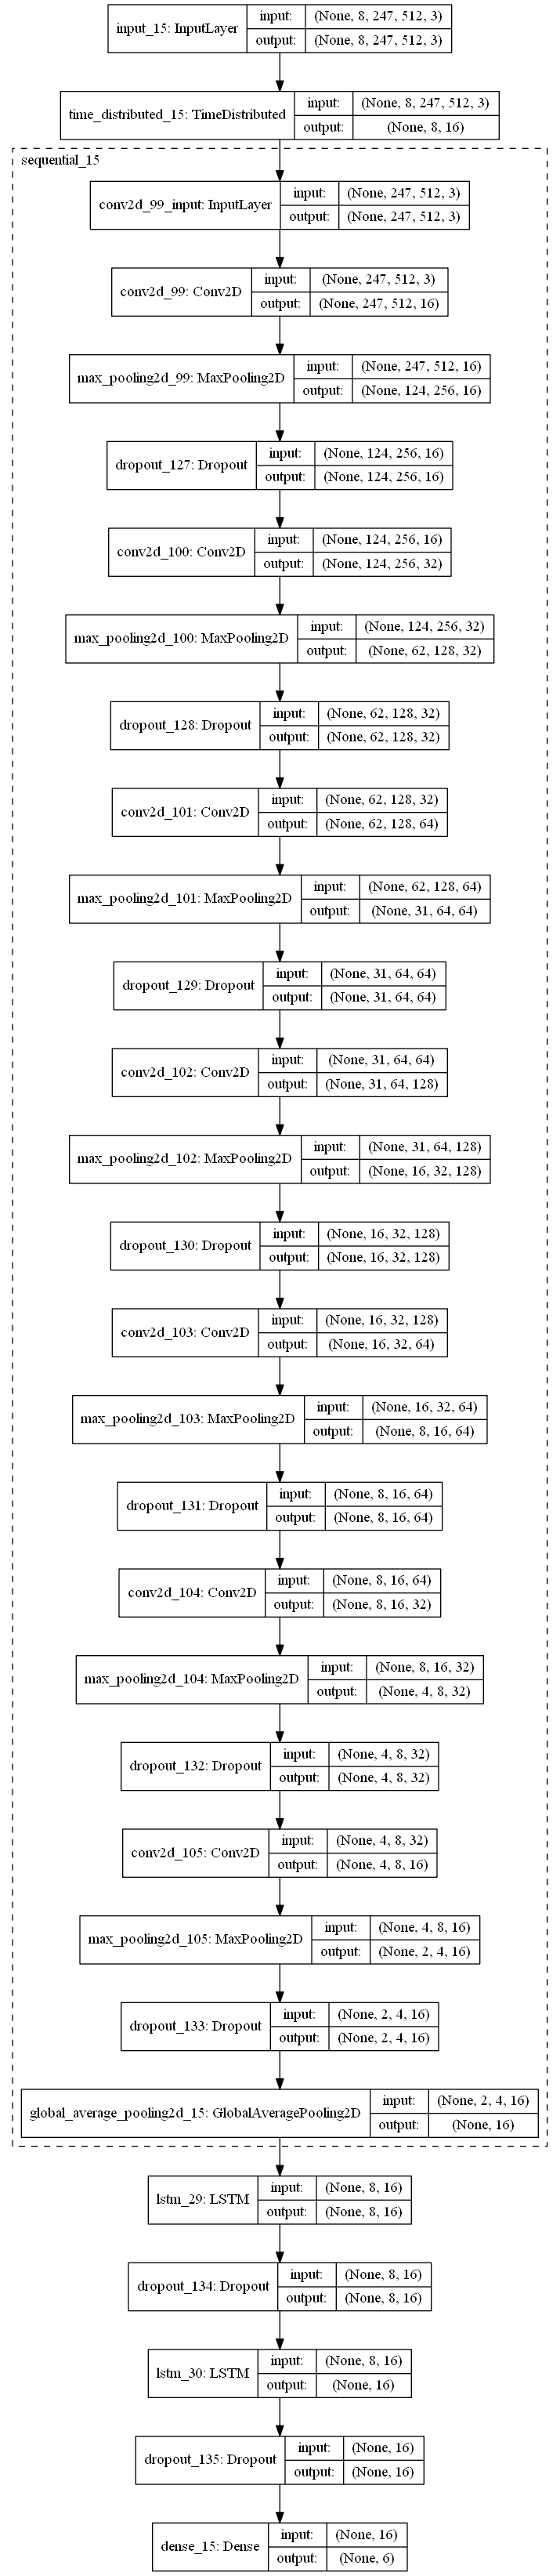 input_15: InputLayer
input: (None, 8, 247, 512, 3)
output: (None, 8, 247, 512, 3)
time_distributed_15: TimeDistributed
input: (None, 8, 247, 512, 3)
output: (None, 8, 16)
sequential_15
conv2d_99_input: InputLayer
input: (None, 247, 512, 3)
output: (None, 247, 512, 3)
conv2d_99: Conv2D
input: (None, 247, 512, 3)
output: (None, 247, 512, 16)
max_pooling2d_99: MaxPooling2D
input: (None, 247, 512, 16)
output: (None, 124, 256, 16)
dropout_127: Dropout
input: (None, 124, 256, 16)
output: (None, 124, 256, 16)
conv2d_100: Conv2D
input: (None, 124, 256, 16)
output: (None, 124, 256, 32)
max_pooling2d_100: MaxPooling2D
input: (None, 124, 256, 32)
output: (None, 62, 128, 32)
dropout_128: Dropout
input: (None, 62, 128, 32)
output: (None, 62, 128, 32)
conv2d_101: Conv2D
input: (None, 62, 128, 32)
output: (None, 62, 128, 64)
max_pooling2d_101: MaxPooling2D
input: (None, 62, 128, 64)
output: (None, 31, 64, 64)
dropout_129: Dropout
input: (None, 31, 64, 64)
output: (None, 31, 64, 64)
conv2d_102: Conv2D
input: (None, 31, 64, 64)
output: (None, 31, 64, 128)
max_pooling2d_102: MaxPooling2D
input: (None, 31, 64, 128)
output: (None, 16, 32, 128)
dropout_130: Dropout
input: (None, 16, 32, 128)
output: (None, 16, 32, 128)
conv2d_103: Conv2D
input: (None, 16, 32, 128)
output: (None, 16, 32, 64)
max_pooling2d_103: MaxPooling2D
input: (None, 16, 32, 64)
output: (None, 8, 16, 64)
dropout_131: Dropout
input: (None, 8, 16, 64)
output: (None, 8, 16, 64)
conv2d_104: Conv2D
input: (None, 8, 16, 64)
output: (None, 8, 16, 32)
max_pooling2d_104: MaxPooling2D
input: (None, 8, 16, 32)
output: (None, 4, 8, 32)
dropout_132: Dropout
input: (None, 4, 8, 32)
output: (None, 4, 8, 32)
conv2d_105: Conv2D
input: (None, 4, 8, 32)
output: (None, 4, 8, 16)
max_pooling2d_105: MaxPooling2D
input: (None, 4, 8, 16)
output: (None, 2, 4, 16)
dropout_133: Dropout
input: (None, 2, 4, 16)
output: (None, 2, 4, 16)
global_average_pooling2d_15: GlobalAveragePooling2D
input: (None, 2, 4, 16)
output: (None, 16)
lstm_29: LSTM
input: (None, 8, 16)
output: (None, 8, 16)
dropout_134: Dropout
input: (None, 8, 16)
output: (None, 8, 16)
lstm_30: LSTM
input: (None, 8, 16)
output: (None, 16)
dropout_135: Dropout
input: (None, 16)
output: (None, 16)
dense_15: Dense
input: (None, 16)
output: (None, 6)